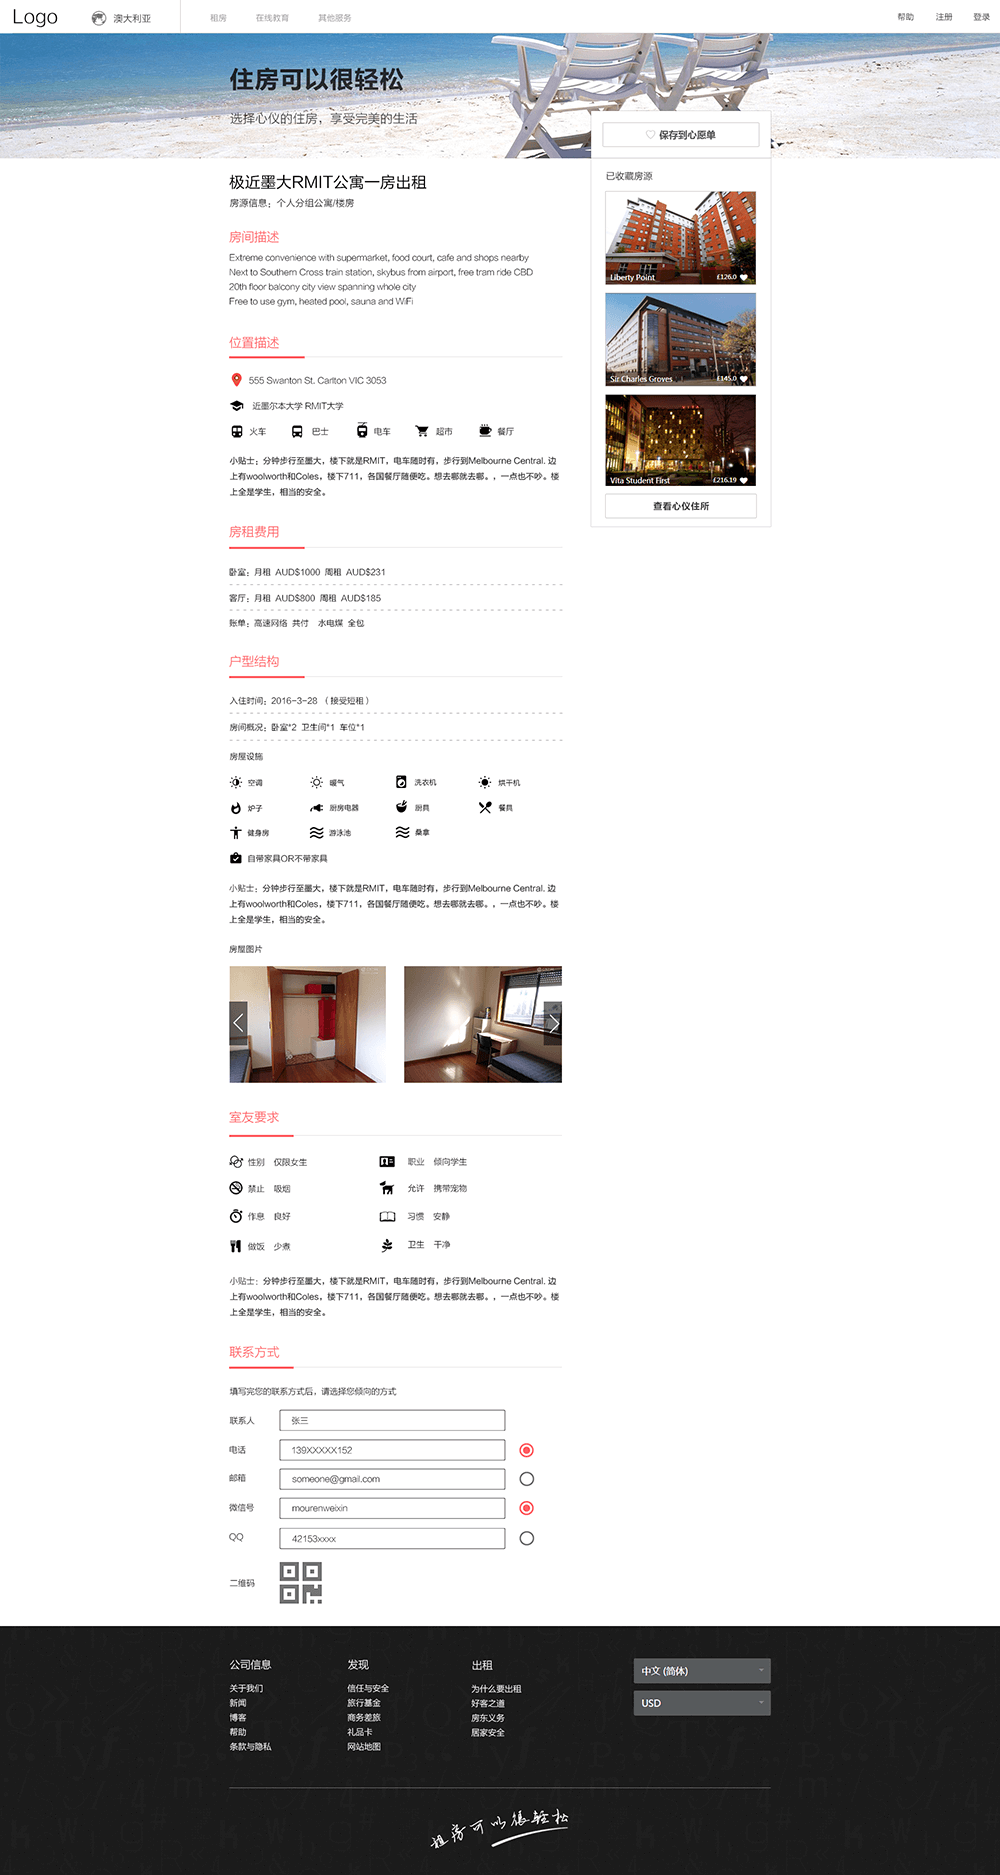 Logo
澳大利亚
租房 在线教育 其他服务
帮助 注册 登录
住房可以很轻松
选择心仪的住房，享受完美的生活
保存到心愿单
极近墨大RMIT公寓一房出租
房源信息：个人分组公寓/楼房
已收藏房源
Liberty Point £126.0
Sir Charles Groves £145.0
Vita Student First £216.19
查看心仪住所
房间描述
Extreme convenience with supermarket, food court, cafe and shops nearby
Next to Southern Cross train station, skybus from airport, free tram ride CBD
20th floor balcony city view spanning whole city
Free to use gym, heated pool, sauna and WiFi
位置描述
555 Swanton St. Carlton VIC 3053
近墨尔本大学 RMIT大学
火车 巴士 电车 超市 餐厅
小贴士：分钟步行至墨大，楼下就是RMIT，电车随时有，步行到Melbourne Central. 边
上有woolworth和Coles，楼下711，各国餐厅随便吃。想去哪就去哪。，一点也不吵。楼
上全是学生，相当的安全。
房租费用
卧室：月租 AUD$1000 周租 AUD$231
客厅：月租 AUD$800 周租 AUD$185
账单：高速网络 共付 水电煤 全包
户型结构
入住时间：2016-3-28 （接受短租）
房间概况：卧室*2 卫生间*1 车位*1
房屋设施
空调 暖气 洗衣机 烘干机
炉子 厨房电器 厨具 餐具
健身房 游泳池 桑拿
自带家具OR不带家具
小贴士：分钟步行至墨大，楼下就是RMIT，电车随时有，步行到Melbourne Central. 边
上有woolworth和Coles，楼下711，各国餐厅随便吃。想去哪就去哪。，一点也不吵。楼
上全是学生，相当的安全。
房屋图片
室友要求
性别 仅限女生 职业 倾向学生
禁止 吸烟 允许 携带宠物
作息 良好 习惯 安静
做饭 少煮 卫生 干净
小贴士：分钟步行至墨大，楼下就是RMIT，电车随时有，步行到Melbourne Central. 边
上有woolworth和Coles，楼下711，各国餐厅随便吃。想去哪就去哪。，一点也不吵。楼
上全是学生，相当的安全。
联系方式
填写完您的联系方式后，请选择您倾向的方式
联系人 张三
电话 139XXXXX152
邮箱 someone@gmail.com
微信号 mourenweixin
QQ 42153xxxx
二维码
公司信息 发现 出租
关于我们 信任与安全 为什么要出租
新闻 旅行基金 好客之道
博客 商务差旅 房东义务
帮助 礼品卡 居家安全
条款与隐私 网站地图
中文 (简体)
USD
租房可以很轻松